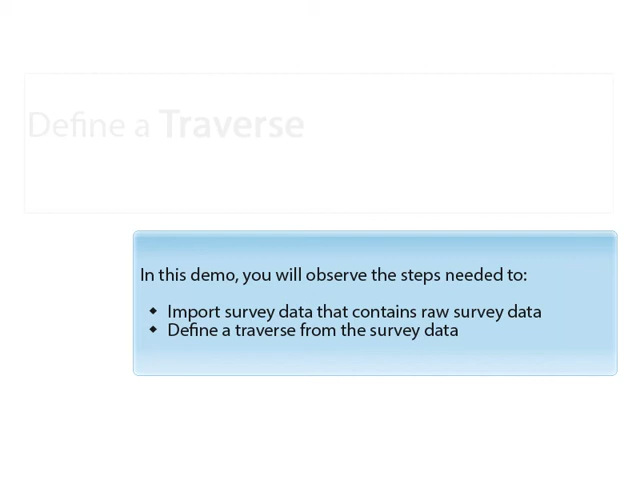 Define a Traverse
In this demo, you will observe the steps needed to:
◆ Import survey data that contains raw survey data
◆ Define a traverse from the survey data